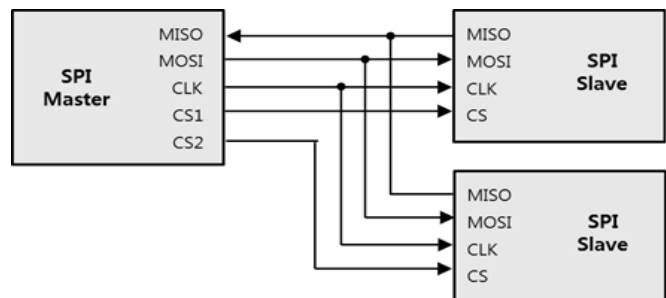 MISO
MOSI
SPI
Master
CLK
CS1
CS2
MISO
MOSI
SPI
Slave
CLK
CS
MISO
MOSI
SPI
Slave
CLK
CS